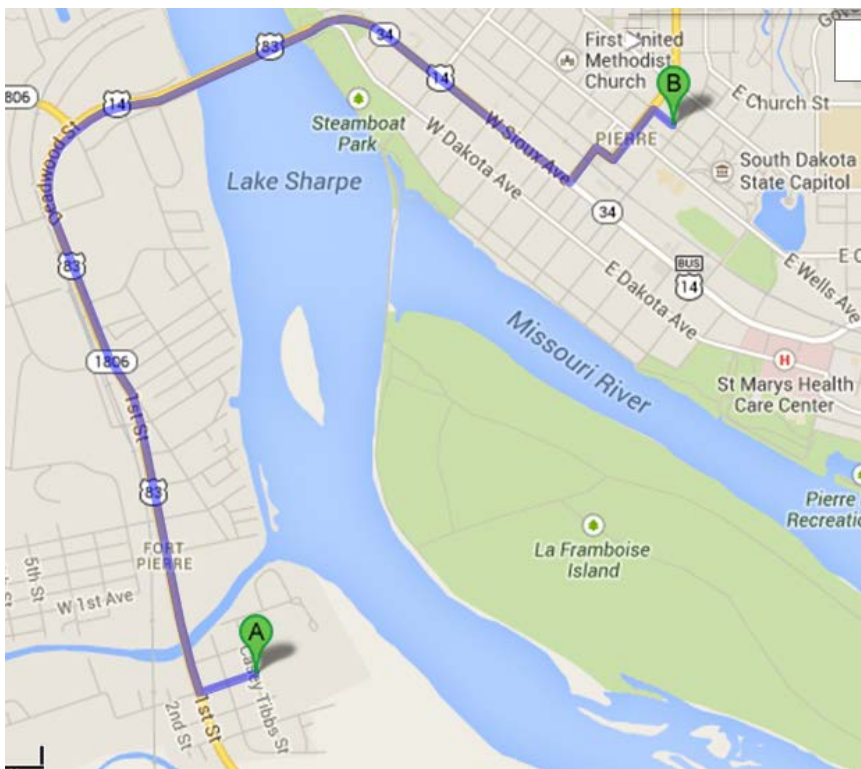 83
34
First United
Methodist
Church
Gove
806
14
14
B
E Church St
Steamboat
Park
W Sioux Ave
PIERRE
Deadwood St
W Dakota Ave
South Dakota
State Capitol
Lake Sharpe
34
83
E C
BUS
14
E Wells Ave
E Dakota Ave
Missouri River
1806
H
St Marys Health
Care Center
1st St
83
Pierre
Recreatio
FORT
PIERRE
La Framboise
Island
5th St
W 1st Ave
St
A
Casey Tibbs St
1st St
2nd St